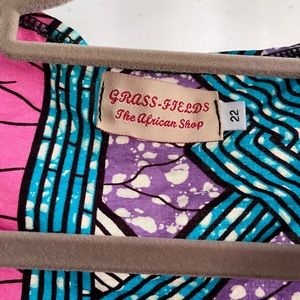 GRASS-FIELDS
The African Shop
22